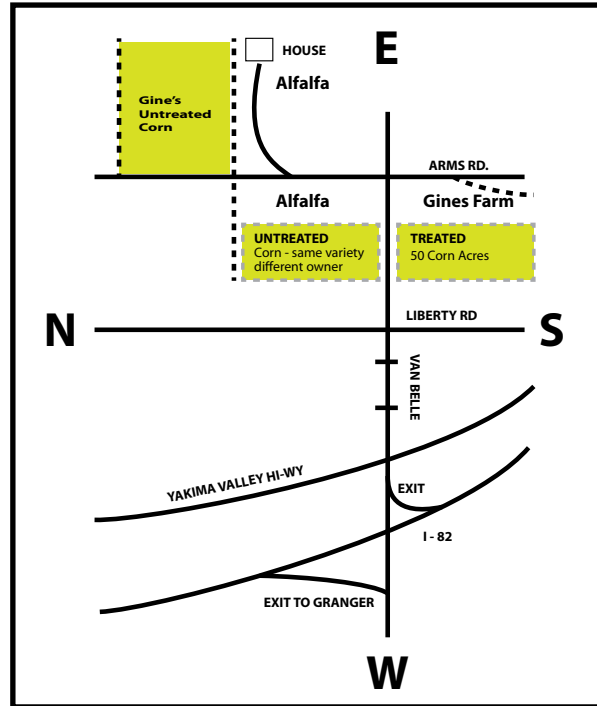 E
HOUSE
Alfalfa
Gine's
Untreated
Corn
ARMS RD.
Alfalfa
Gines Farm
UNTREATED
Corn - same variety
different owner
TREATED
50 Corn Acres
N
LIBERTY RD
S
VAN BELLE
YAKIMA VALLEY HI-WY
EXIT
I - 82
EXIT TO GRANGER
W